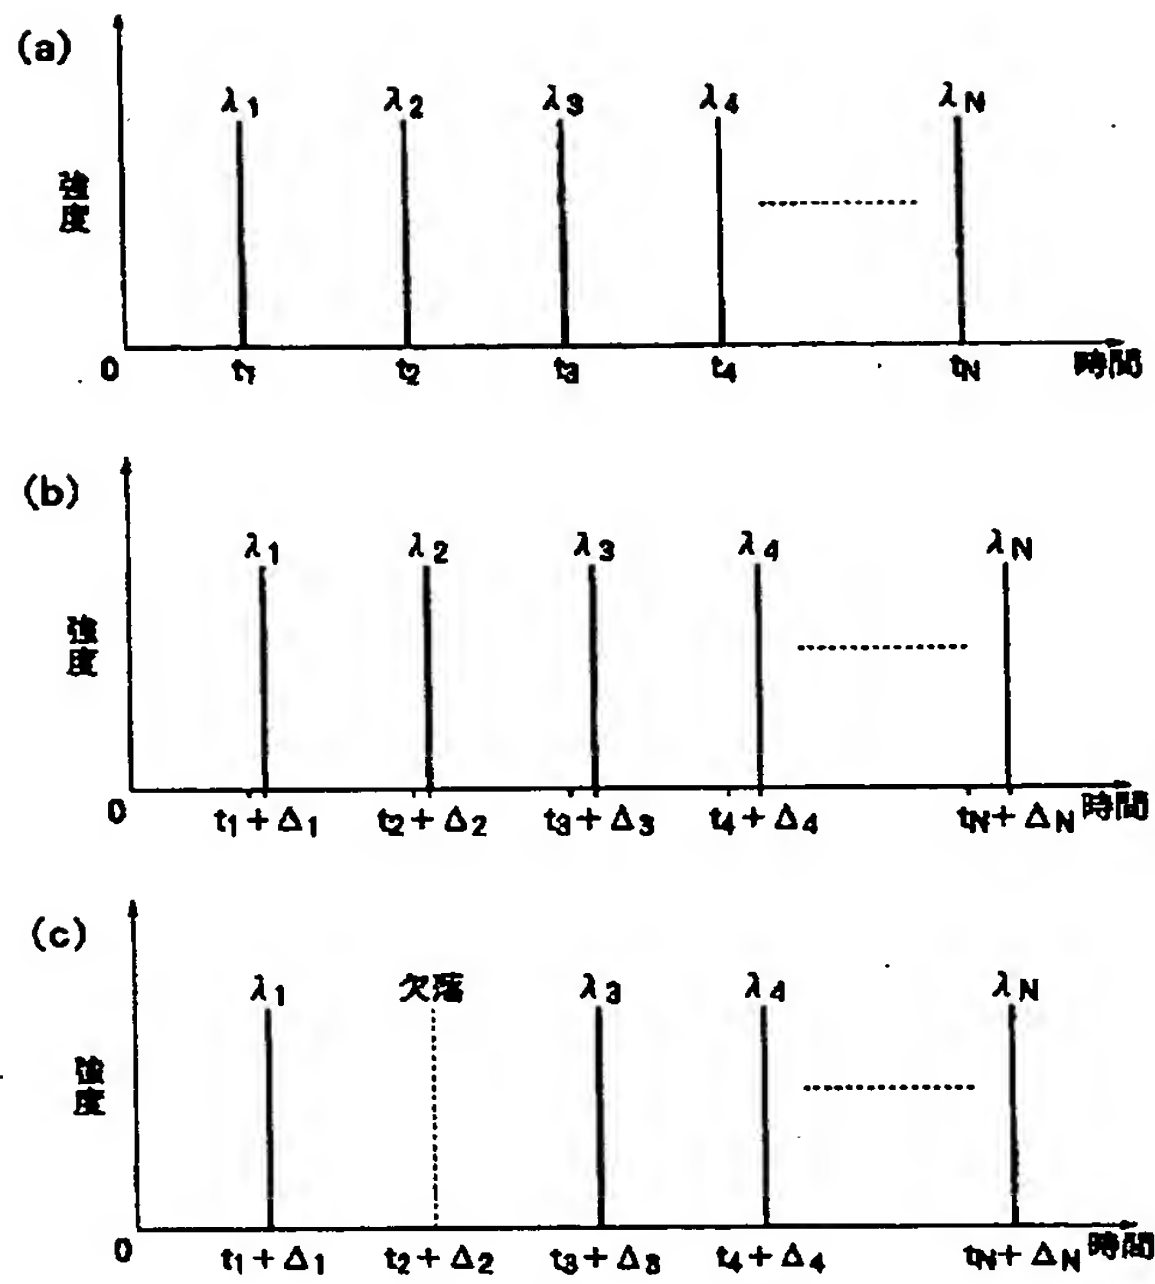 (a)
λ1 λ2 λ3 λ4 λN
強度
0 t1 t2 t3 t4 tN 時間
(b)
λ1 λ2 λ3 λ4 λN
強度
0 t1+Δ1 t2+Δ2 t3+Δ3 t4+Δ4 tN+ΔN 時間
(c)
λ1 欠落 λ3 λ4 λN
強度
0 t1+Δ1 t2+Δ2 t3+Δ3 t4+Δ4 tN+ΔN 時間